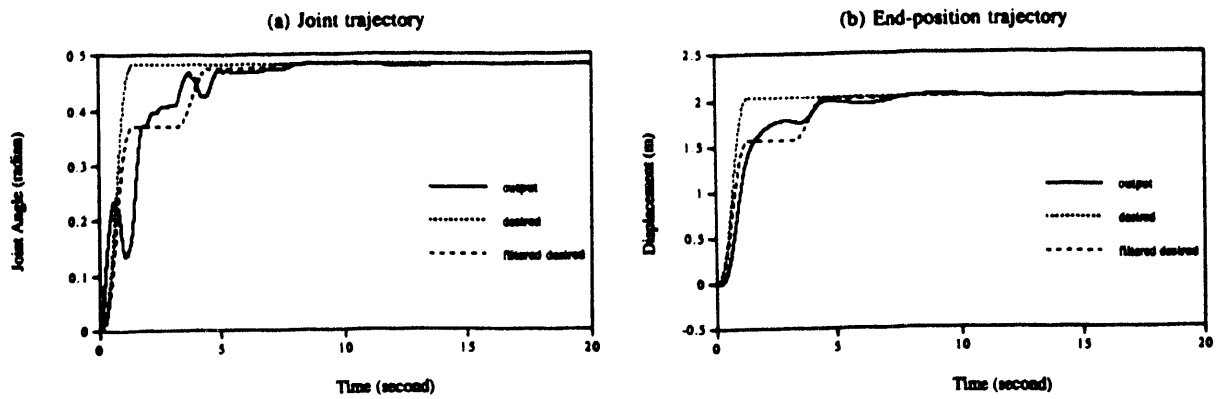 (a) Joint trajectory
0.5
0.4
0.3
0.2
0.1
0
0
5
10
15
20
Joint Angle (radian)
Time (second)
output
desired
filtered desired
(b) End-position trajectory
2.5
2
1.5
1
0.5
0
-0.5
0
5
10
15
20
Displacement (m)
Time (second)
output
desired
filtered desired